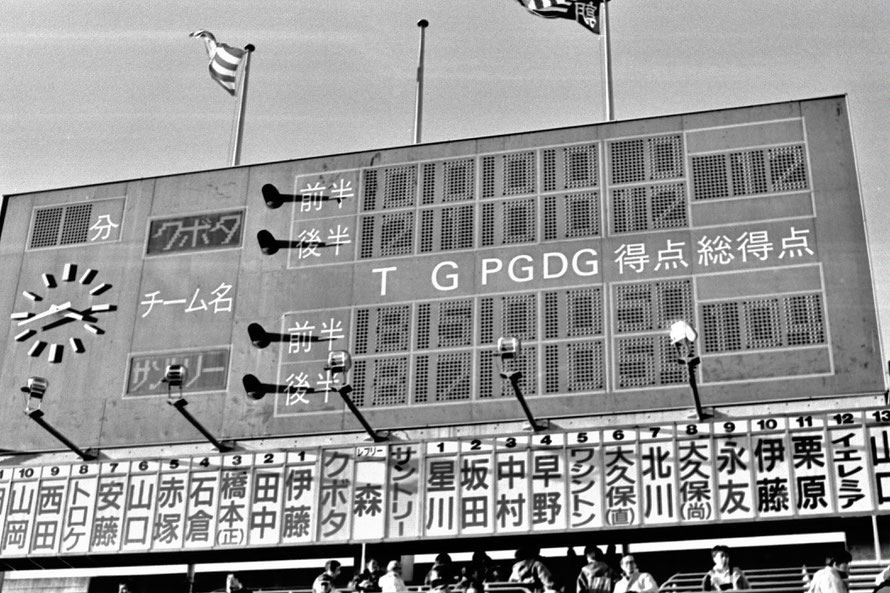 分
クボタ
前半
後半
T G PG DG 得点 総得点
チーム名
サントリー
前半
後半
10 9 8 7 6 5 4 3 2 1
山岡
西田
トロケ
安藤
山口
赤塚
石倉
橋本(正)
田中
伊藤
クボタ
レフリー
森
サントリー
1 2 3 4 5 6 7 8 9 10 11 12 13
星川
坂田
中村
早野
ワシントン
大久保(直)
北川
大久保(尚)
永友
伊藤
栗原
イエレミア
山口